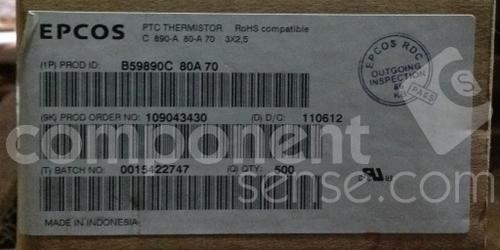 EPCOS
PTC THERMISTOR RoHS compatible
C 890-A 80-A 70 3X2,5
(1P) PROD ID: B59890C 80A 70
EPCOS RDC
OUTGOING
INSPECTION
PASS
(9K) PROD ORDER NO: 109043430 (D) D/C: 110612
component
sense.com
(T) BATCH NO: 0015422747 (Q) QTY: 500
MADE IN INDONESIA